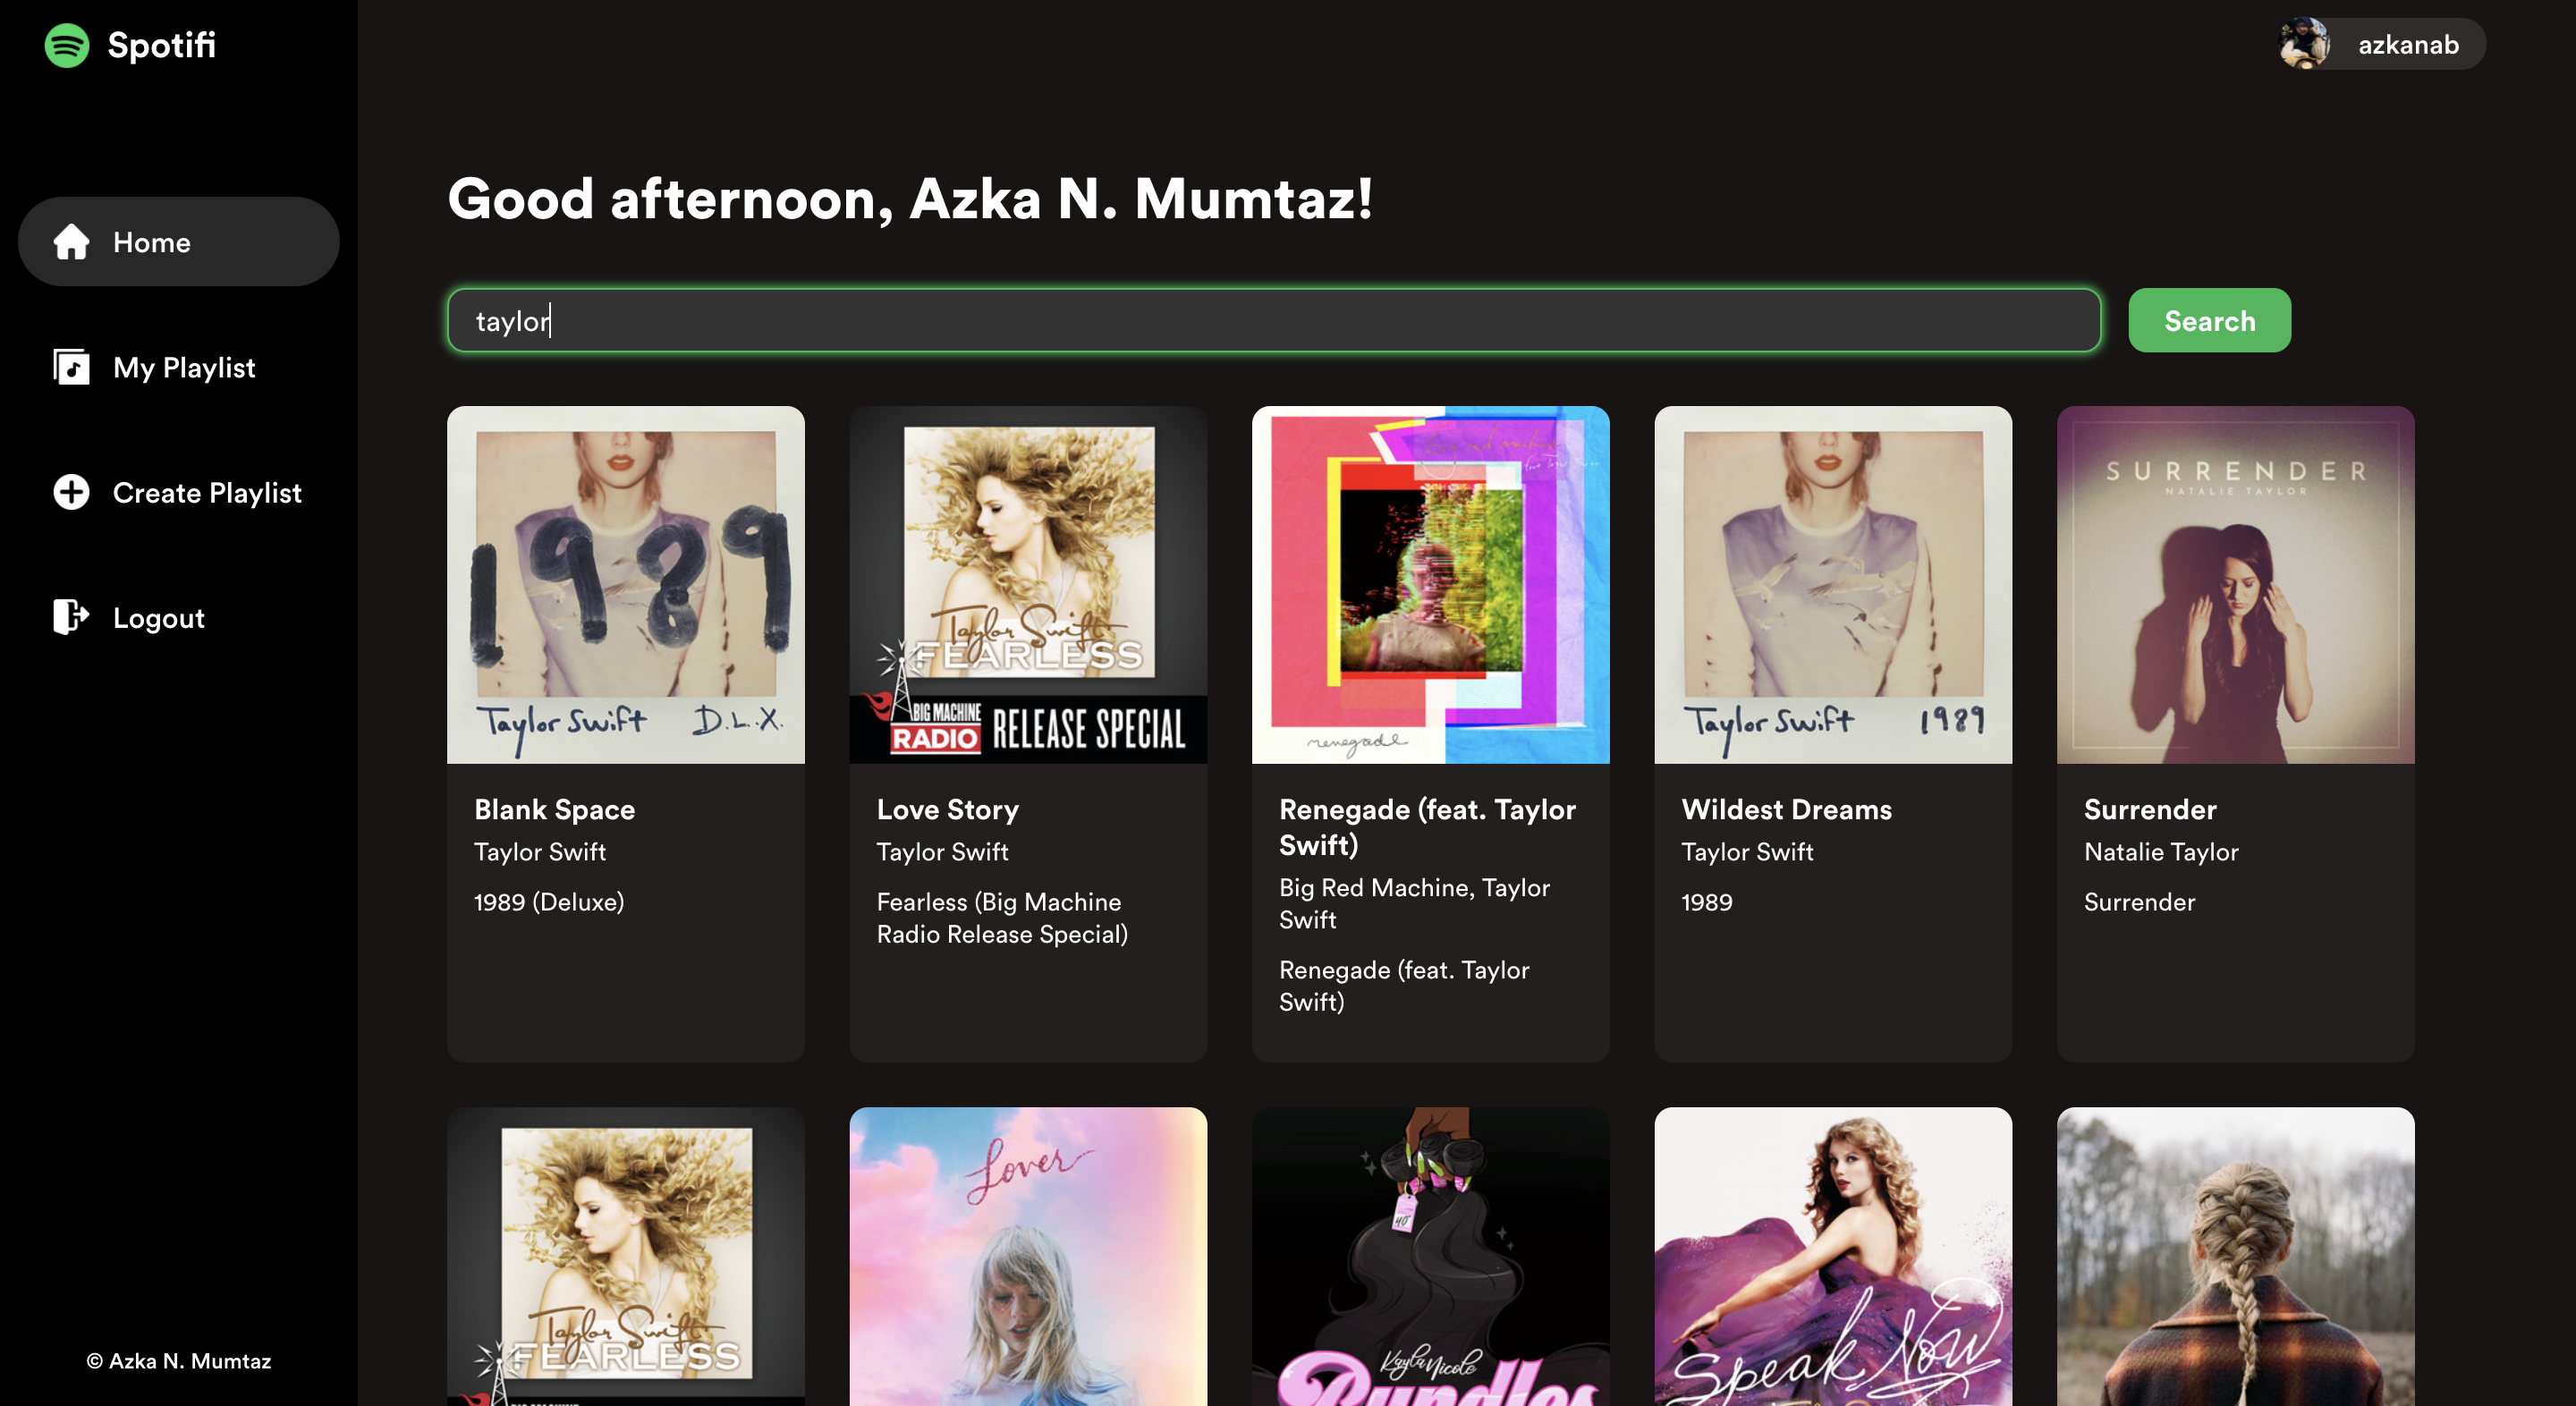 Spotifi
azkanab
Good afternoon, Azka N. Mumtaz!
Home
My Playlist
Create Playlist
Logout
© Azka N. Mumtaz
taylor
Search
1989
Taylor Swift D.L.X.
Taylor Swift
FEARLESS
BIG MACHINE
RADIO
RELEASE SPECIAL
renegade
Taylor Swift 1989
SURRENDER
NATALIE TAYLOR
Blank Space
Taylor Swift
1989 (Deluxe)
Love Story
Taylor Swift
Fearless (Big Machine
Radio Release Special)
Renegade (feat. Taylor
Swift)
Big Red Machine, Taylor
Swift
Renegade (feat. Taylor
Swift)
Wildest Dreams
Taylor Swift
1989
Surrender
Natalie Taylor
Surrender
Taylor Swift
FEARLESS
Lover
Kayla Nicole
Bundles
Speak Now